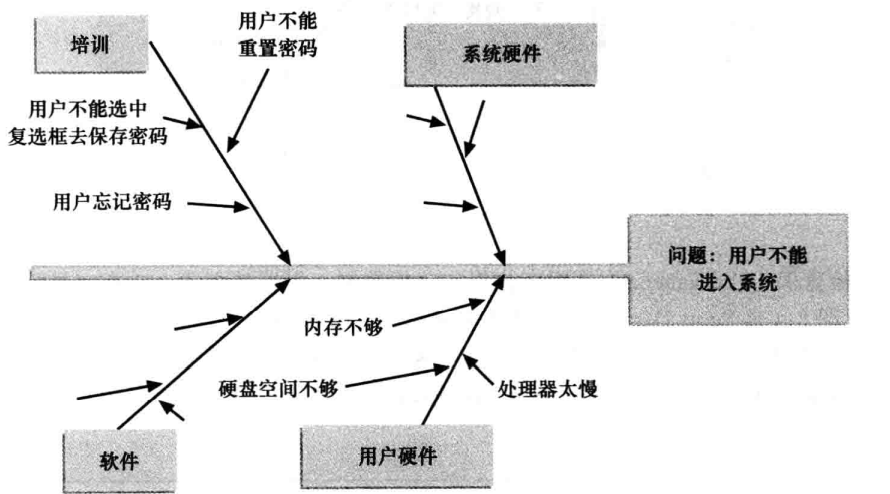 用户不能
重置密码
培训
系统硬件
用户不能选中
复选框去保存密码
用户忘记密码
问题：用户不能
进入系统
内存不够
硬盘空间不够
处理器太慢
软件
用户硬件